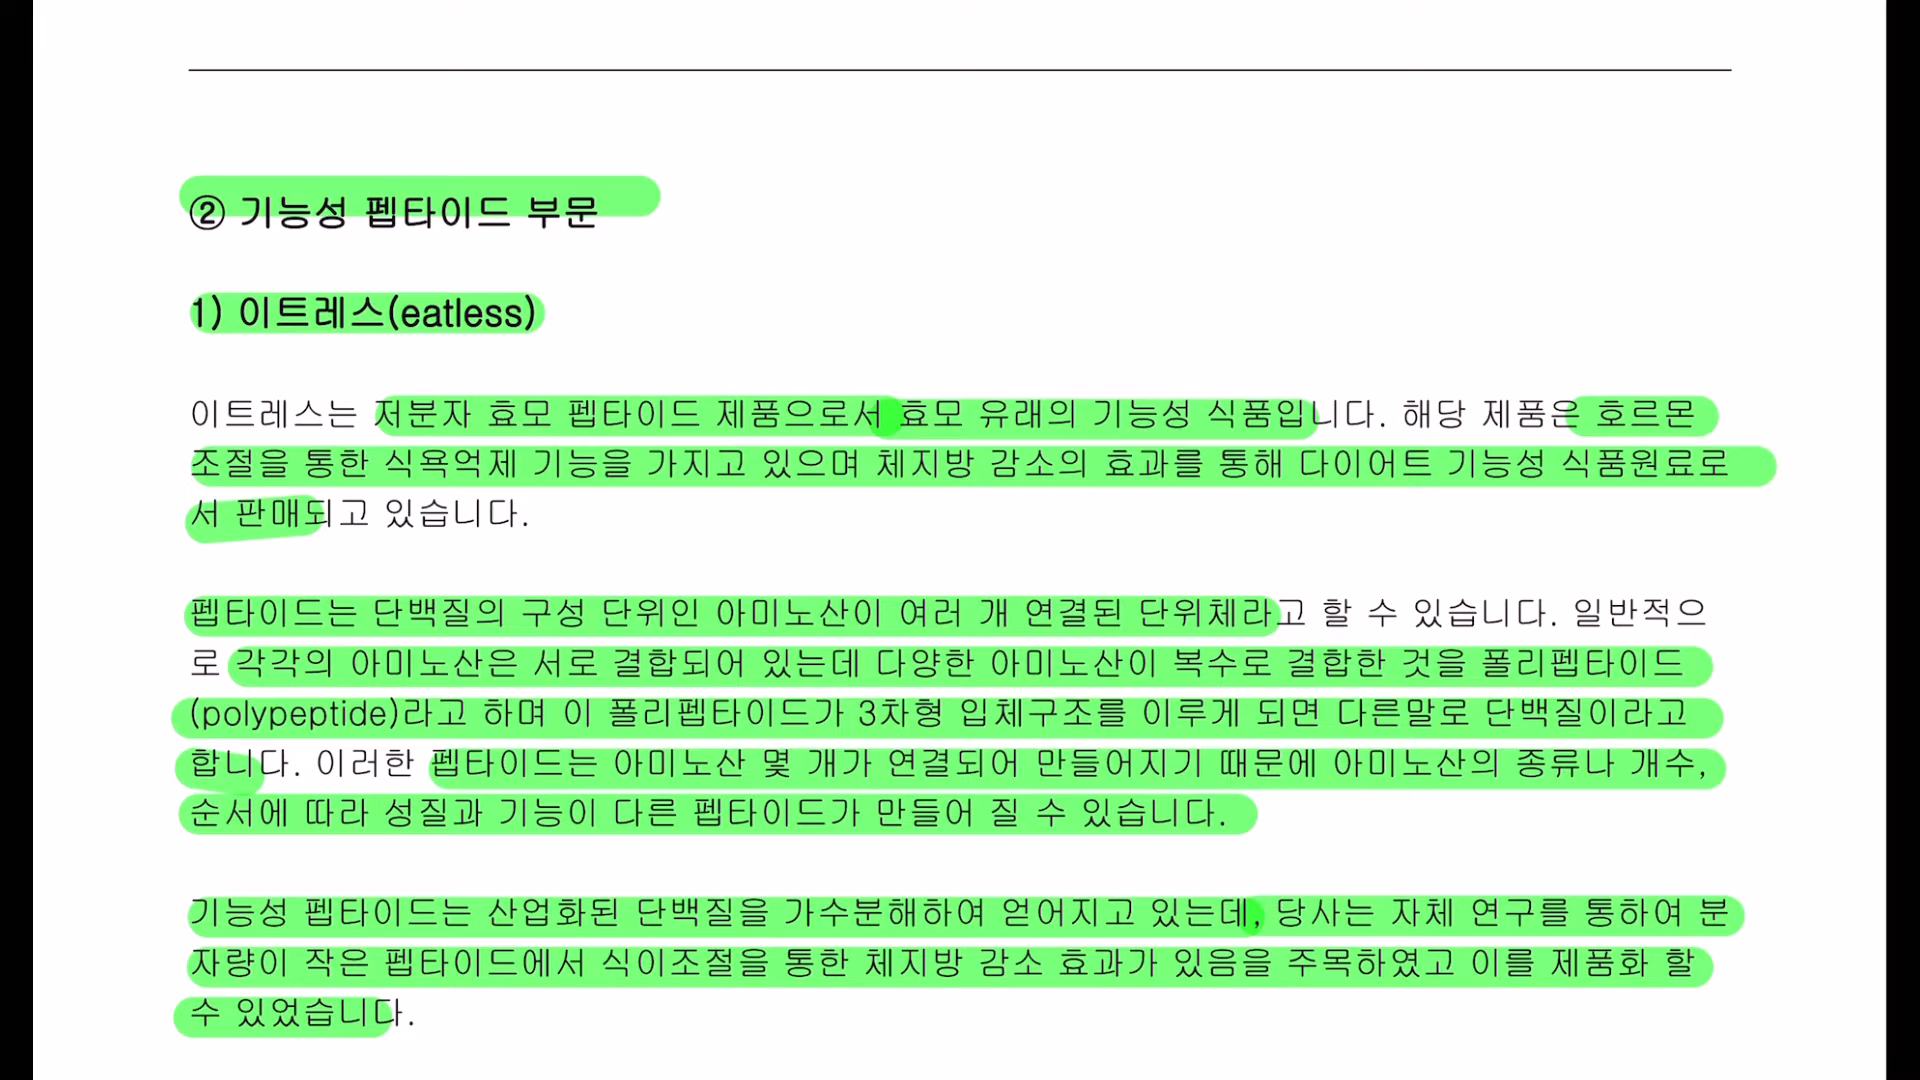 ② 기능성 펩타이드 부문
1) 이트레스(eatless)
이트레스는 저분자 효모 펩타이드 제품으로서 효모 유래의 기능성 식품입니다. 해당 제품은 호르몬
조절을 통한 식욕억제 기능을 가지고 있으며 체지방 감소의 효과를 통해 다이어트 기능성 식품원료로
서 판매되고 있습니다.
펩타이드는 단백질의 구성 단위인 아미노산이 여러 개 연결된 단위체라고 할 수 있습니다. 일반적으
로 각각의 아미노산은 서로 결합되어 있는데 다양한 아미노산이 복수로 결합한 것을 폴리펩타이드
(polypeptide)라고 하며 이 폴리펩타이드가 3차형 입체구조를 이루게 되면 다른말로 단백질이라고
합니다. 이러한 펩타이드는 아미노산 몇 개가 연결되어 만들어지기 때문에 아미노산의 종류나 개수,
순서에 따라 성질과 기능이 다른 펩타이드가 만들어 질 수 있습니다.
기능성 펩타이드는 산업화된 단백질을 가수분해하여 얻어지고 있는데, 당사는 자체 연구를 통하여 분
자량이 작은 펩타이드에서 식이조절을 통한 체지방 감소 효과가 있음을 주목하였고 이를 제품화 할
수 있었습니다.